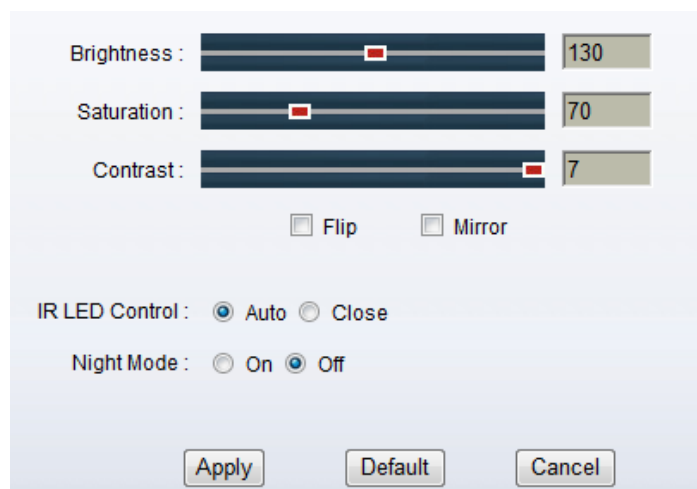 Brightness : 130
Saturation : 70
Contrast : 7
Flip Mirror
IR LED Control : Auto Close
Night Mode : On Off
Apply Default Cancel